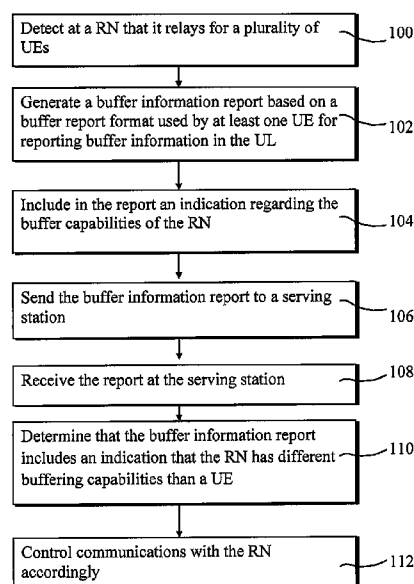 Detect at a RN that it relays for a plurality of
UEs
100
Generate a buffer information report based on a
buffer report format used by at least one UE for
reporting buffer information in the UL
102
Include in the report an indication regarding the
buffer capabilities of the RN
104
Send the buffer information report to a serving
station
106
Receive the report at the serving station
108
Determine that the buffer information report
includes an indication that the RN has different
buffering capabilities than a UE
110
Control communications with the RN
accordingly
112